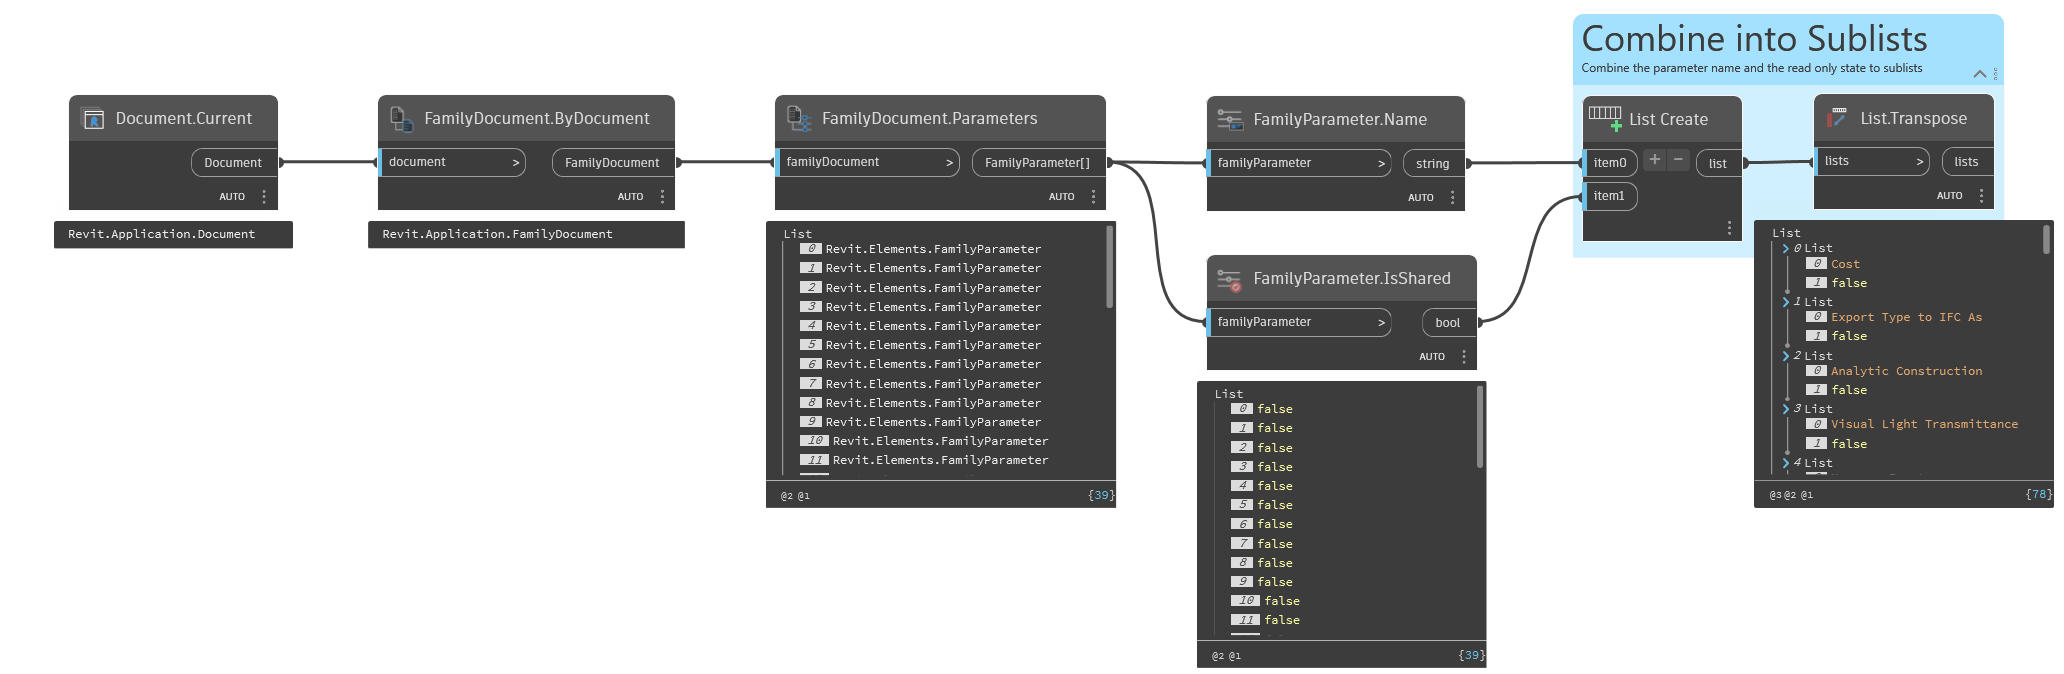 Combine into Sublists
Combine the parameter name and the read only state to sublists
Document.Current
Document
AUTO
Revit.Application.Document
FamilyDocument.ByDocument
document >
FamilyDocument
AUTO
Revit.Application.FamilyDocument
FamilyDocument.Parameters
familyDocument >
FamilyParameter[]
AUTO
List
0 Revit.Elements.FamilyParameter
1 Revit.Elements.FamilyParameter
2 Revit.Elements.FamilyParameter
3 Revit.Elements.FamilyParameter
4 Revit.Elements.FamilyParameter
5 Revit.Elements.FamilyParameter
6 Revit.Elements.FamilyParameter
7 Revit.Elements.FamilyParameter
8 Revit.Elements.FamilyParameter
9 Revit.Elements.FamilyParameter
10 Revit.Elements.FamilyParameter
11 Revit.Elements.FamilyParameter
@2 @1 {39}
FamilyParameter.Name
familyParameter >
string
AUTO
FamilyParameter.IsShared
familyParameter >
bool
AUTO
List
0 false
1 false
2 false
3 false
4 false
5 false
6 false
7 false
8 false
9 false
10 false
11 false
@2 @1 {39}
List Create
item0 + - list
item1
List.Transpose
lists >
lists
AUTO
List
0 List
0 Cost
1 false
1 List
0 Export Type to IFC As
1 false
2 List
0 Analytic Construction
1 false
3 List
0 Visual Light Transmittance
1 false
4 List
@3 @2 @1 {78}